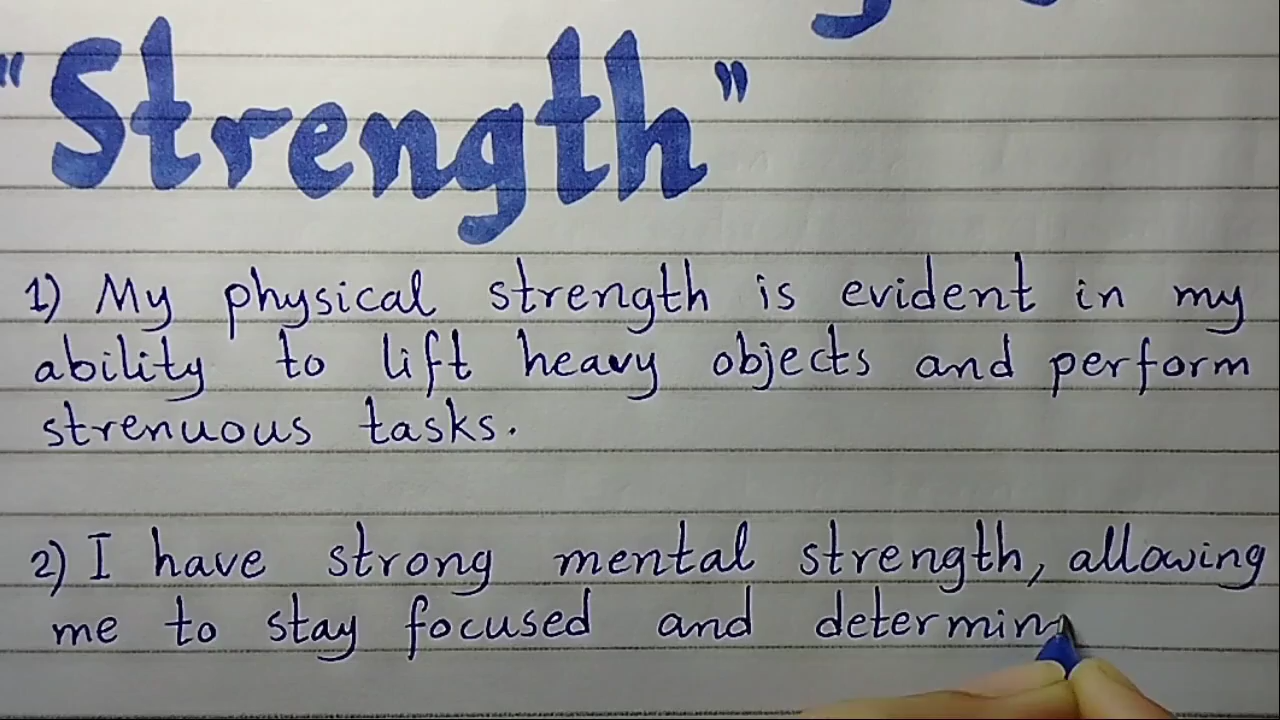 "Strength"
1) My physical strength is evident in my
ability to lift heavy objects and perform
strenuous tasks.
2) I have strong mental strength, allowing
me to stay focused and determin